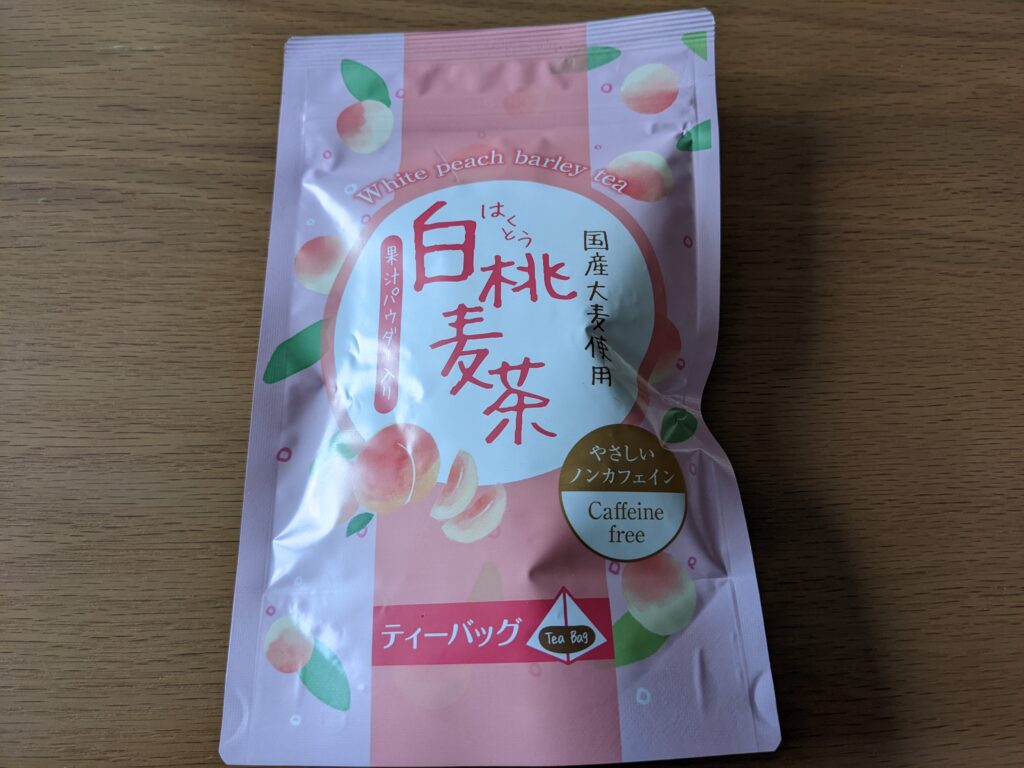 White peach barley tea
はくとう
白桃
麦茶
国産大麦使用
果汁パウダー入り
やさしい
ノンカフェイン
Caffeine
free
ティーバッグ
Tea Bag